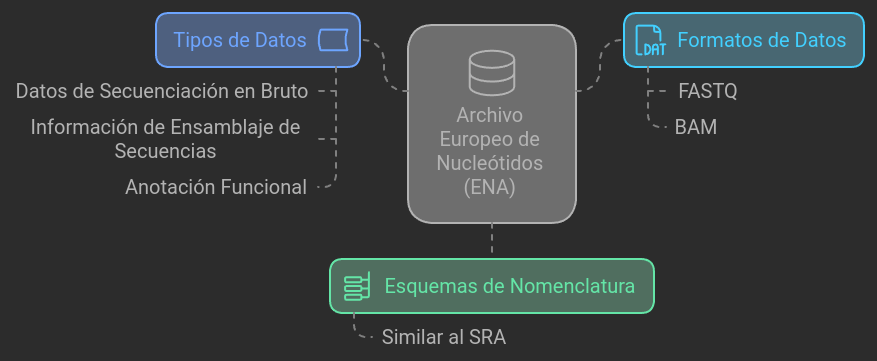 Tipos de Datos
Datos de Secuenciación en Bruto
Información de Ensamblaje de
Secuencias
Anotación Funcional
Archivo
Europeo de
Nucleótidos
(ENA)
DAT
Formatos de Datos
FASTQ
BAM
Esquemas de Nomenclatura
Similar al SRA